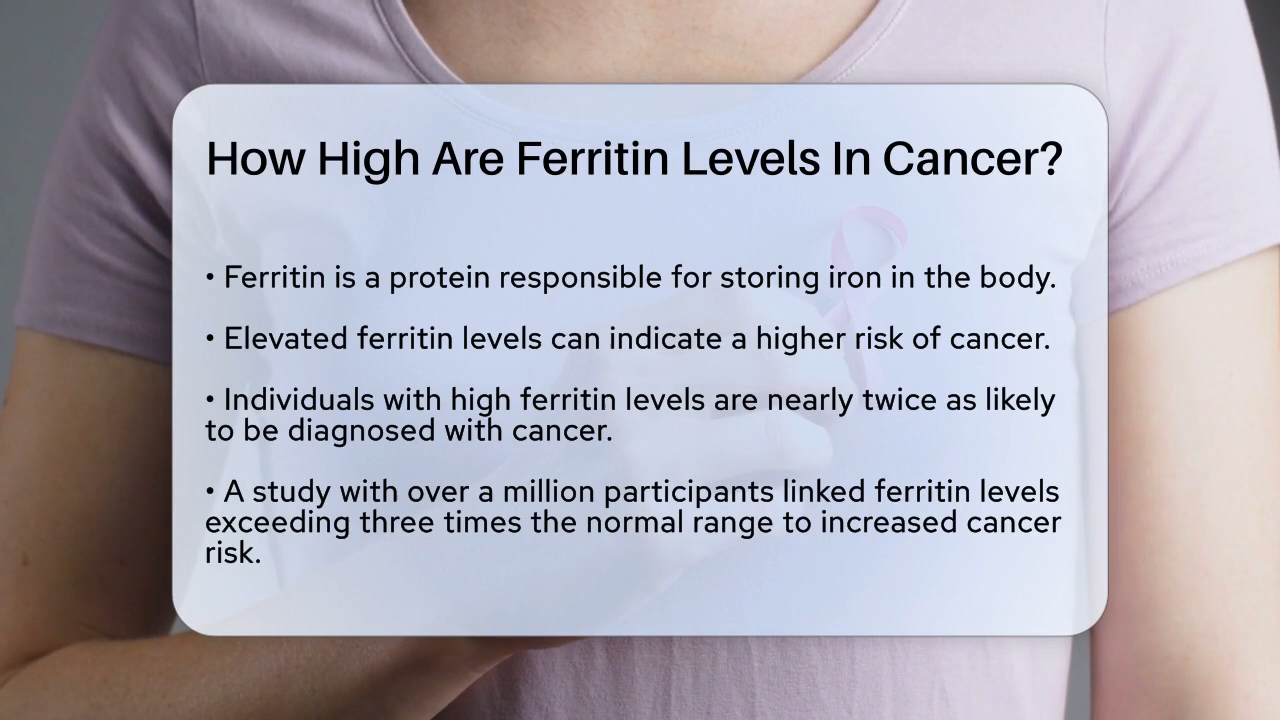 How High Are Ferritin Levels In Cancer?
• Ferritin is a protein responsible for storing iron in the body.
• Elevated ferritin levels can indicate a higher risk of cancer.
• Individuals with high ferritin levels are nearly twice as likely
to be diagnosed with cancer.
• A study with over a million participants linked ferritin levels
exceeding three times the normal range to increased cancer
risk.